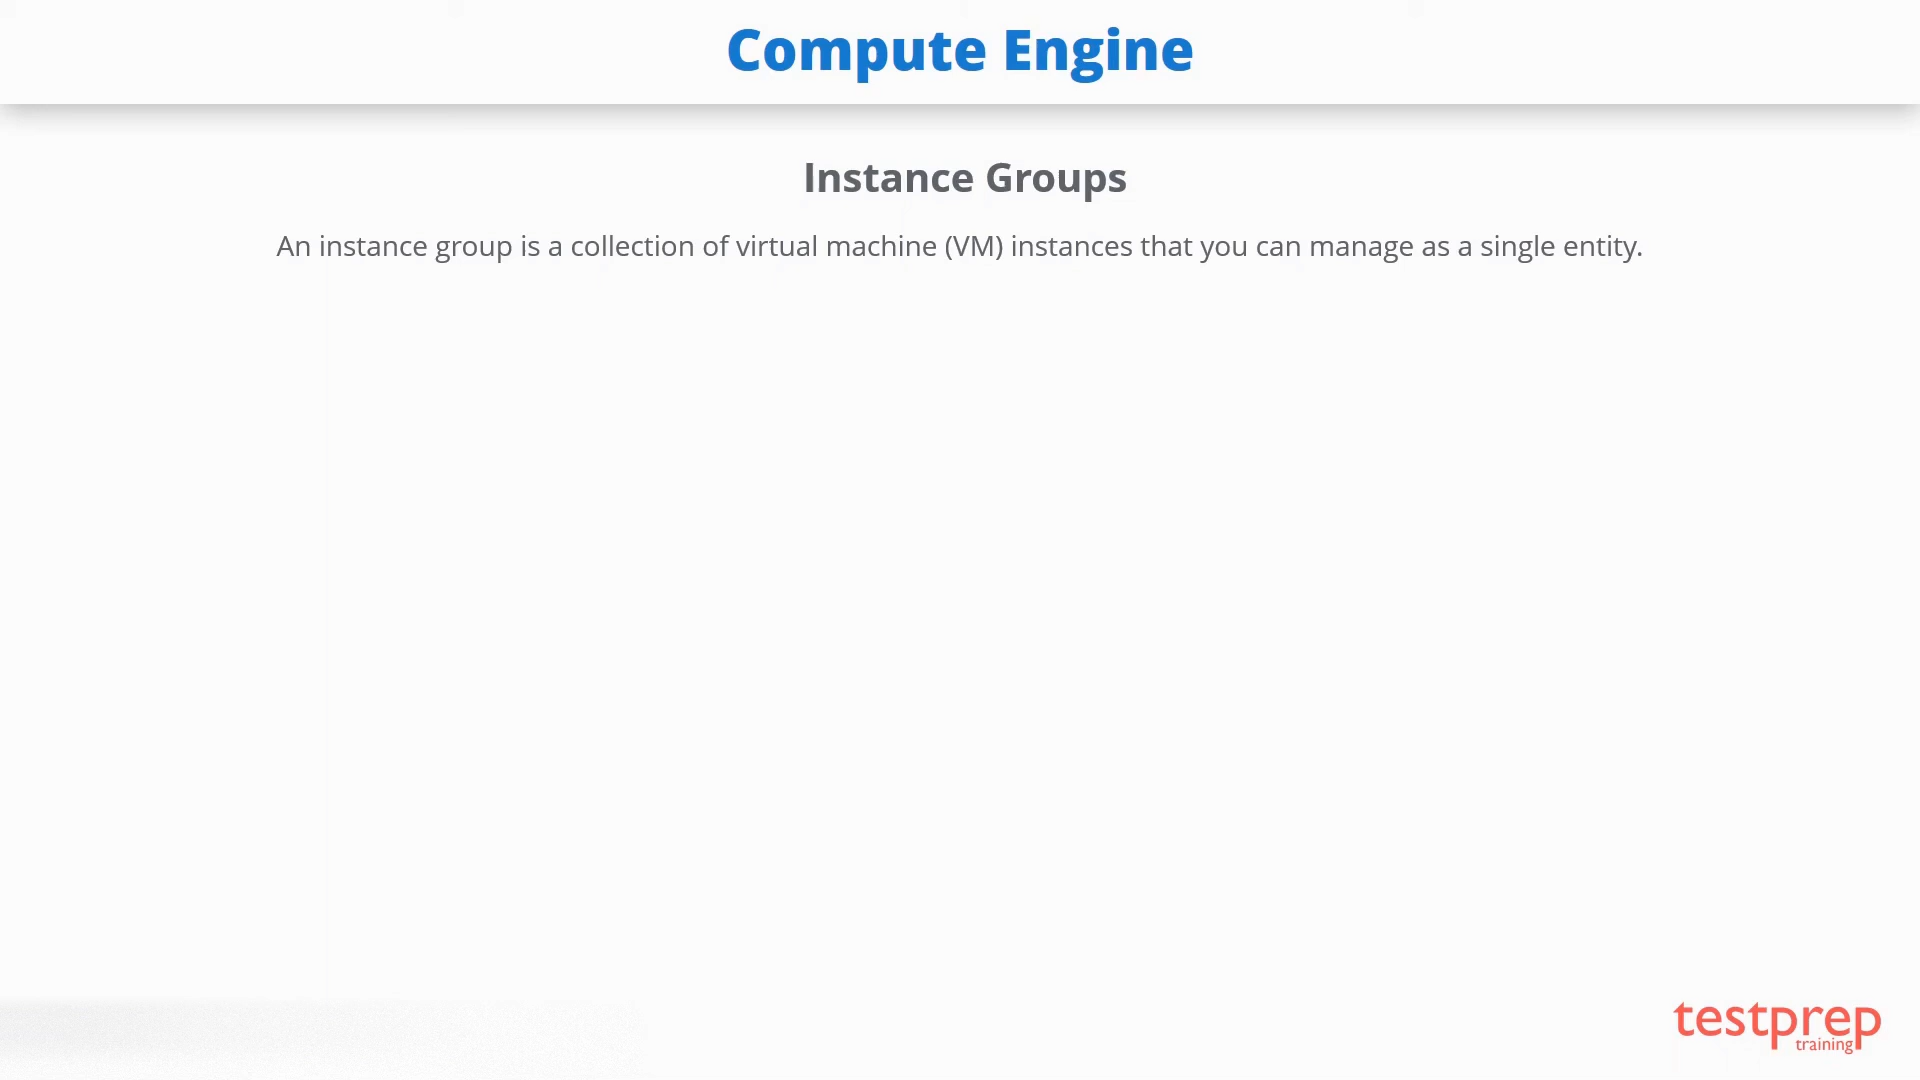 Compute Engine
Instance Groups
An instance group is a collection of virtual machine (VM) instances that you can manage as a single entity.
testprep
training